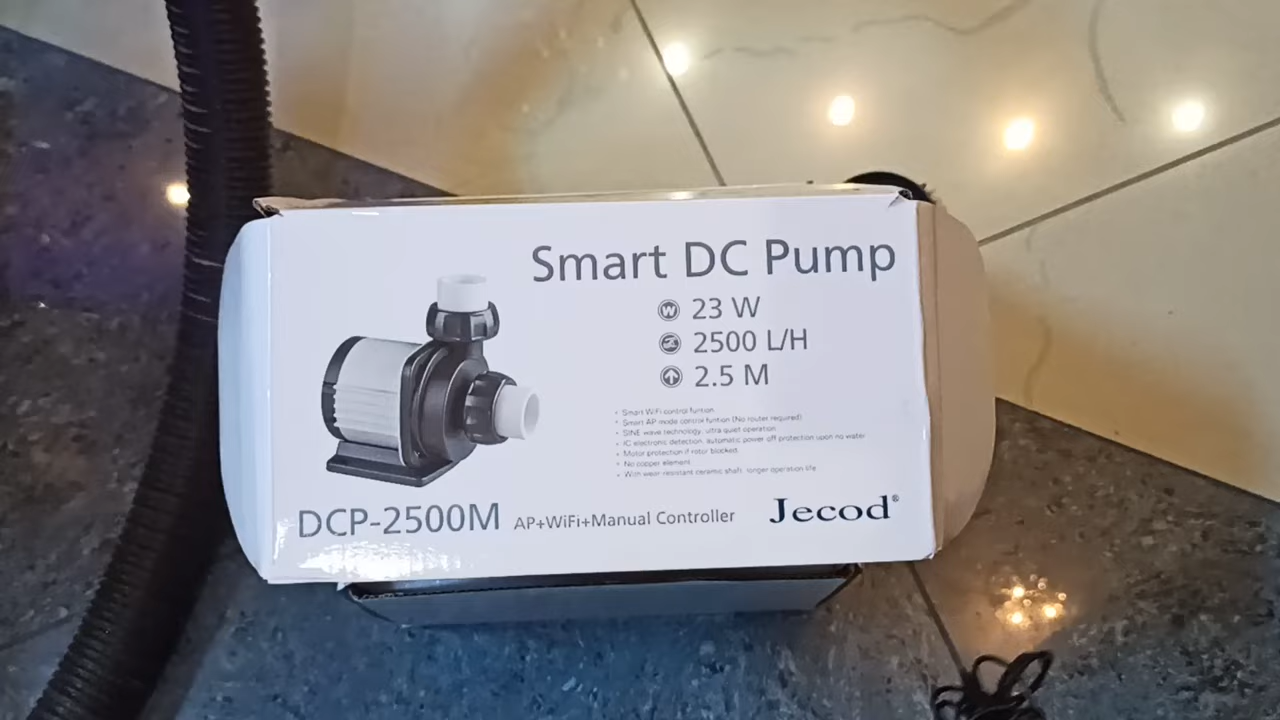 Smart DC Pump
W 23 W
2500 L/H
2.5 M
• Smart WiFi control funtion
• Smart AP mode control funtion (No router required)
• SINE wave technology, ultra quiet operation
• IC electronic detection, automatic power off protection upon no water
• Motor protection if rotor blocked
• No copper element
• With wear-resistant ceramic shaft, longer operation life
DCP-2500M AP+WiFi+Manual Controller Jecod®